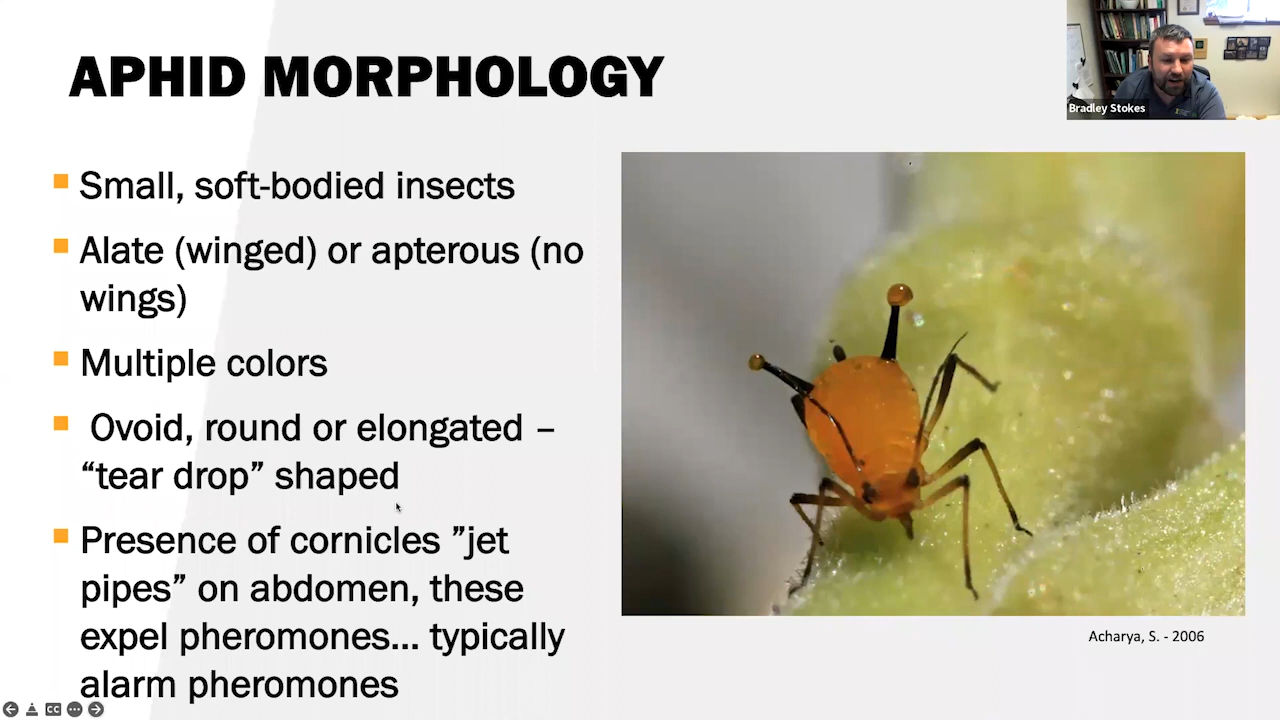 APHID MORPHOLOGY
Bradley Stokes
Small, soft-bodied insects
Alate (winged) or apterous (no
wings)
Multiple colors
Ovoid, round or elongated –
“tear drop” shaped
Presence of cornicles ”jet
pipes” on abdomen, these
expel pheromones... typically
alarm pheromones
Acharya, S. - 2006
CC